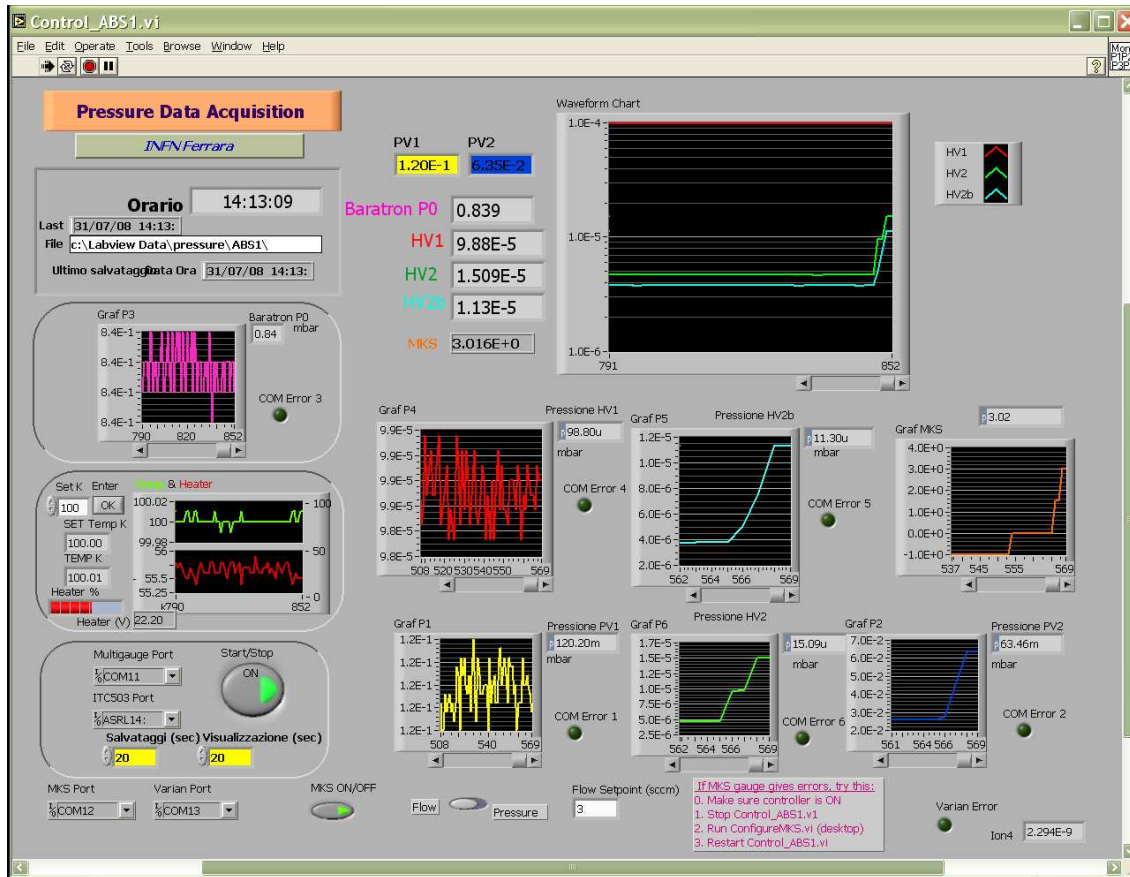 Control_ABS1.vi
File Edit Operate Tools Browse Window Help
Pressure Data Acquisition
INFN Ferrara
Orario 14:13:09
Last 31/07/08 14:13:
File c:\Labview Data\pressure\ABS1\
Ultimo salvataggio Data Ora 31/07/08 14:13:
PV1 PV2
1.20E-1 6.35E-2
Baratron P0 0.839
HV1 9.88E-5
HV2 1.509E-5
HV2b 1.13E-5
MKS 3.016E+0
Waveform Chart
1.0E-4
1.0E-5
1.0E-6
791 852
HV1
HV2
HV2b
Graf P3
Baratron P0
0.84 mbar
8.4E-1
8.4E-1
8.4E-1
8.4E-1
790 820 852
COM Error 3
Set K Enter
100 OK
SET Temp K
100.00
TEMP K
100.01
Heater %
Heater (V) 22.20
& Heater
100.02
100
99.98
56
55.5
55.25
100
50
0
790 852
Graf P4
Pressione HV1
98.80u
mbar
COM Error 4
9.9E-5
9.9E-5
9.9E-5
9.9E-5
9.8E-5
9.8E-5
508 520 530 540 550 569
Graf P5
Pressione HV2b
11.30u
mbar
COM Error 5
1.2E-5
1.0E-5
8.0E-6
6.0E-6
4.0E-6
2.0E-6
562 564 566 569
3.02
Graf MKS
4.0E+0
3.0E+0
2.0E+0
1.0E+0
0.0E+0
-1.0E+0
537 545 555 569
Graf P1
Pressione PV1
120.20m
mbar
COM Error 1
1.2E-1
1.2E-1
1.2E-1
1.2E-1
1.2E-1
1.2E-1
508 540 569
Graf P6
Pressione HV2
15.09u
mbar
COM Error 6
1.7E-5
1.5E-5
1.5E-5
1.2E-5
1.0E-5
7.5E-6
5.0E-6
2.5E-6
562 564 566 569
Graf P2
Pressione PV2
63.46m
mbar
COM Error 2
7.0E-2
6.0E-2
5.0E-2
4.0E-2
3.0E-2
2.0E-2
561 564 566 569
Multigauge Port
COM11
ITC503 Port
ASRL14:
Start/Stop
ON
Salvataggi (sec) Visualizzazione (sec)
20 20
MKS Port Varian Port MKS ON/OFF
COM12 COM13
Flow Pressure
Flow Setpoint (sccm)
3
If MKS gauge gives errors, try this:
0. Make sure controller is ON
1. Stop Control_ABS1.v1
2. Run ConfigureMKS.vi (desktop)
3. Restart Control_ABS1.vi
Varian Error
Ion4 2.294E-9